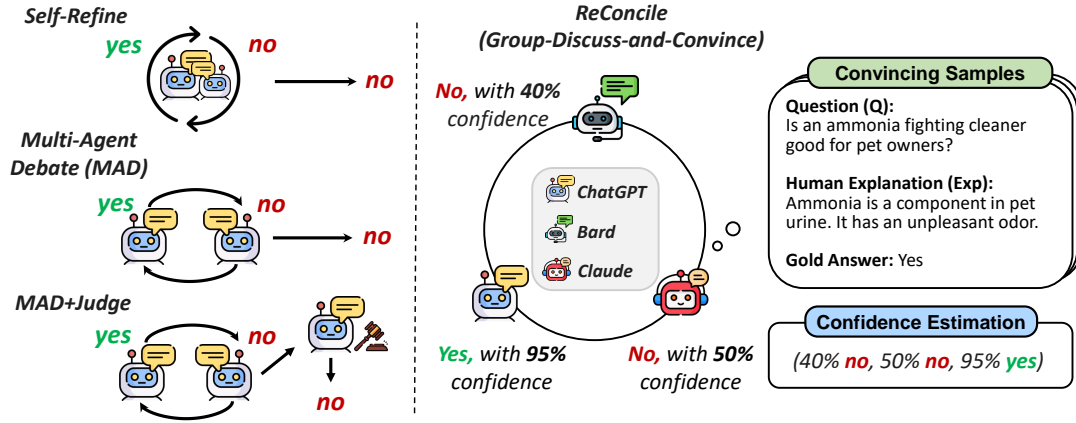 Self-Refine
yes
no
no
Multi-Agent
Debate (MAD)
yes
no
no
MAD+Judge
yes
no
no
ReConcile
(Group-Discuss-and-Convince)
No, with 40%
confidence
ChatGPT
Bard
Claude
Yes, with 95%
confidence
No, with 50%
confidence
Convincing Samples
Question (Q):
Is an ammonia fighting cleaner
good for pet owners?
Human Explanation (Exp):
Ammonia is a component in pet
urine. It has an unpleasant odor.
Gold Answer: Yes
Confidence Estimation
(40% no, 50% no, 95% yes)